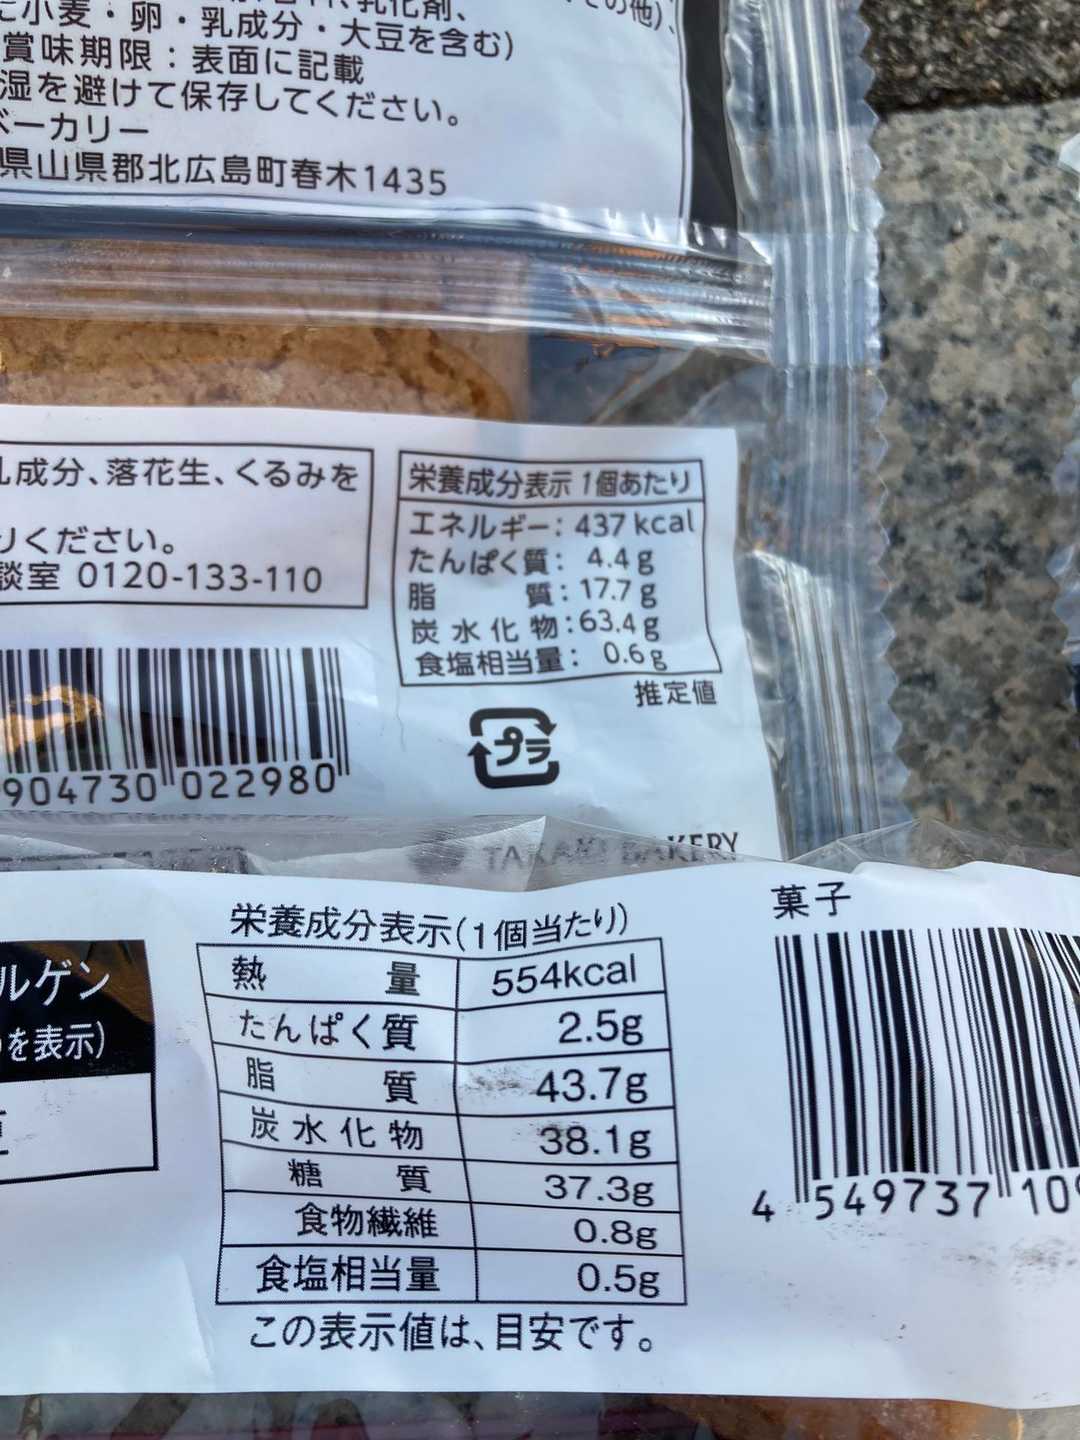 小麦・卵・乳成分・大豆を含む)
賞味期限：表面に記載
湿を避けて保存してください。
ベーカリー
県山県郡北広島町春木1435
乳成分、落花生、くるみを
りください。
談室 0120-133-110
栄養成分表示 1個あたり
エネルギー：437 kcal
たんぱく質： 4.4 g
脂 質：17.7 g
炭水化物：63.4 g
食塩相当量： 0.6 g
推定値
プラ
904730 022980
TAKAKI BAKERY
栄養成分表示(1個当たり)
熱 量 554kcal
たんぱく質 2.5g
脂 質 43.7g
炭水化物 38.1g
糖 質 37.3g
食物繊維 0.8g
食塩相当量 0.5g
この表示値は、目安です。
ルゲン
を表示)
菓子
4 549737 10